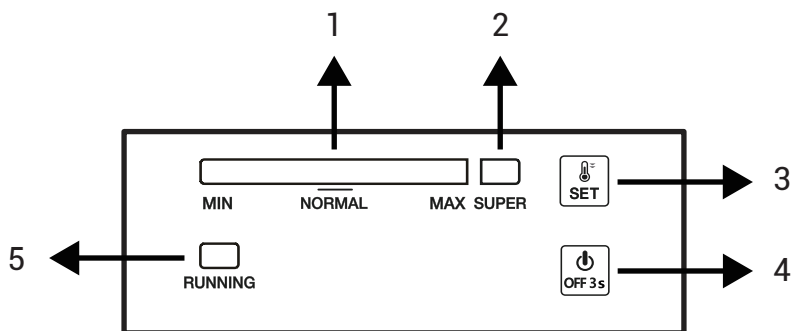 1 2
MIN NORMAL MAX SUPER
SET
3
5
RUNNING
OFF 3s
4